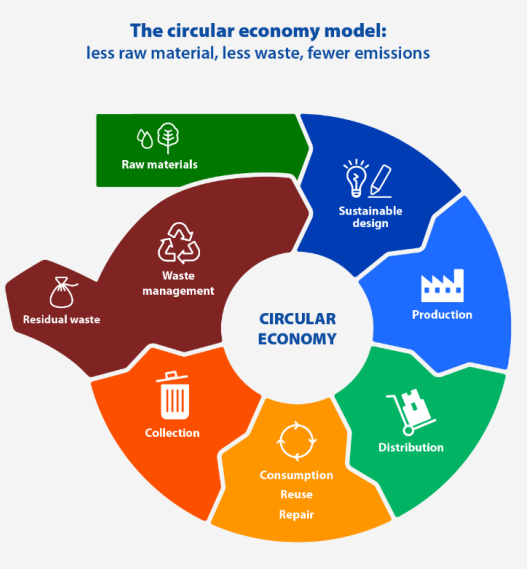 The circular economy model:
less raw material, less waste, fewer emissions
Raw materials
Sustainable
design
Production
Distribution
Consumption
Reuse
Repair
Collection
Waste
management
Residual waste
CIRCULAR
ECONOMY